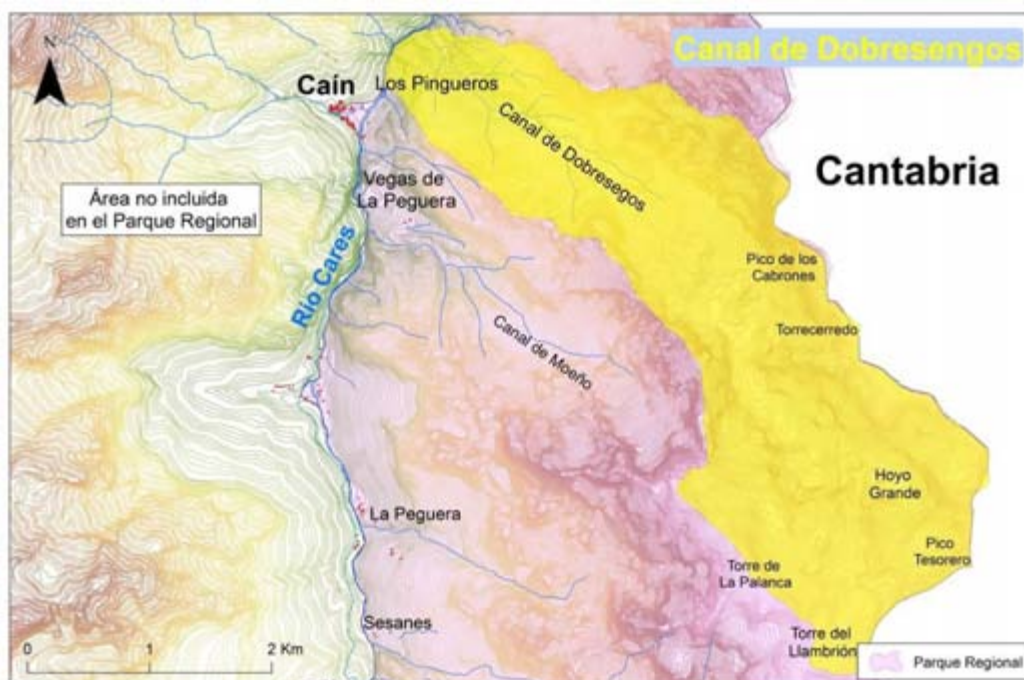 Canal de Dobresengos
N
Caín
Los Pingueros
Canal de Dobresegos
Cantabria
Vegas de
La Peguera
Área no incluida
en el Parque Regional
Río Cares
Pico de los
Cabrones
Torrecerredo
Canal de Moeño
Hoyo
Grande
La Peguera
Pico
Tesorero
Torre de
La Palanca
Sesanes
Torre del
Llambrión
0 1 2 Km
Parque Regional